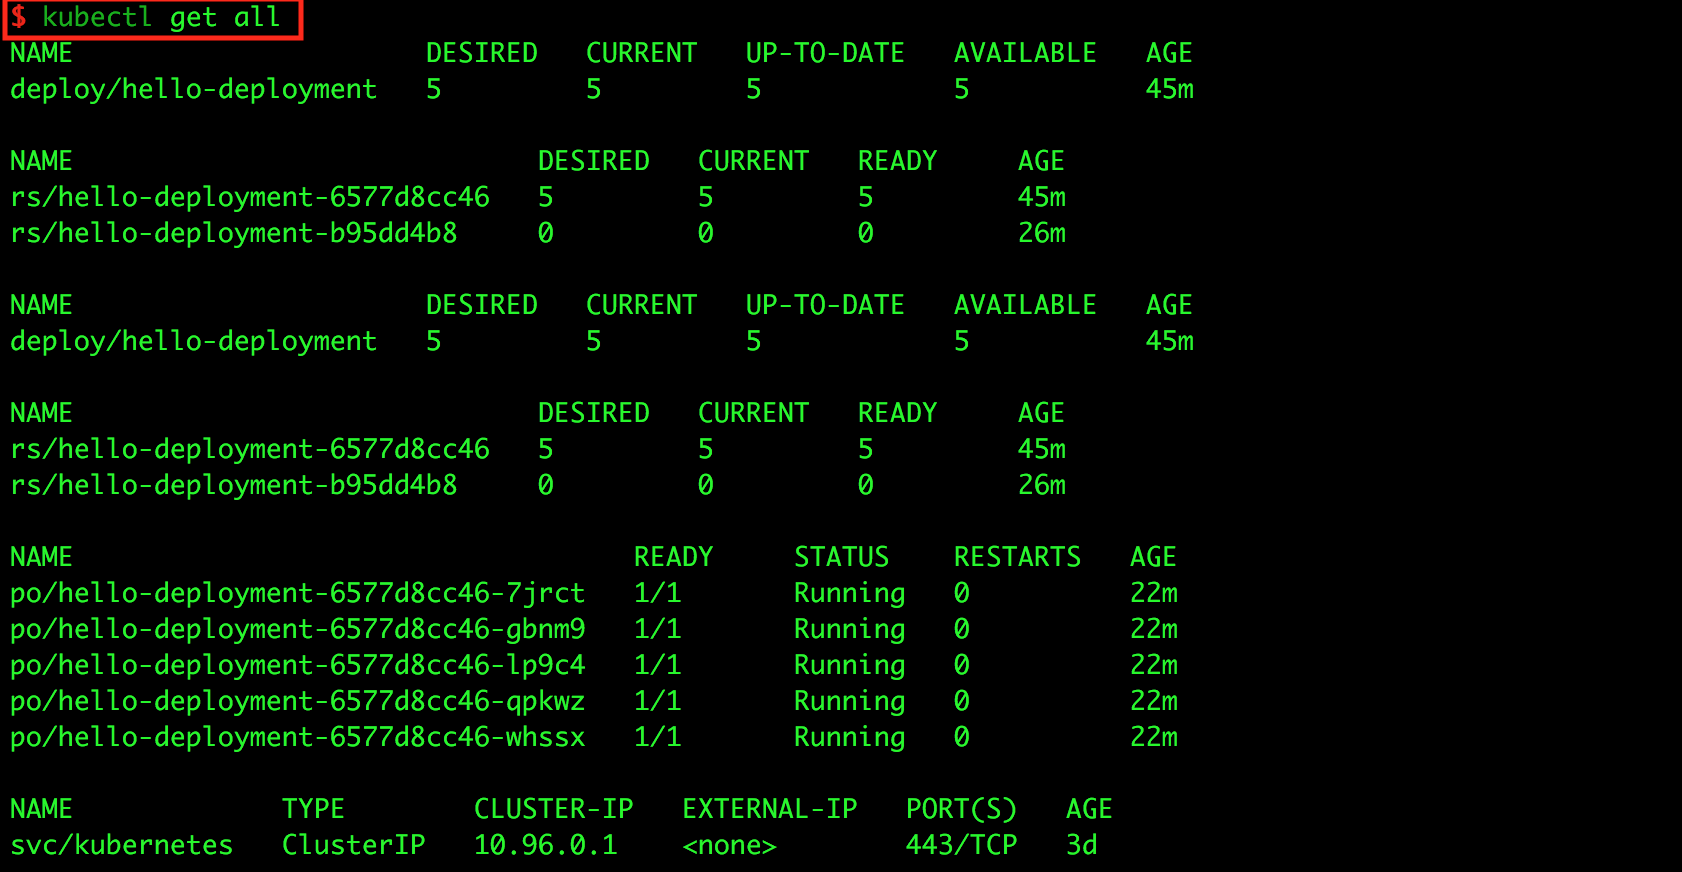 $ kubectl get all
NAME DESIRED CURRENT UP-TO-DATE AVAILABLE AGE
deploy/hello-deployment 5 5 5 5 45m
NAME DESIRED CURRENT READY AGE
rs/hello-deployment-6577d8cc46 5 5 5 45m
rs/hello-deployment-b95dd4b8 0 0 0 26m
NAME DESIRED CURRENT UP-TO-DATE AVAILABLE AGE
deploy/hello-deployment 5 5 5 5 45m
NAME DESIRED CURRENT READY AGE
rs/hello-deployment-6577d8cc46 5 5 5 45m
rs/hello-deployment-b95dd4b8 0 0 0 26m
NAME READY STATUS RESTARTS AGE
po/hello-deployment-6577d8cc46-7jrct 1/1 Running 0 22m
po/hello-deployment-6577d8cc46-gbnm9 1/1 Running 0 22m
po/hello-deployment-6577d8cc46-lp9c4 1/1 Running 0 22m
po/hello-deployment-6577d8cc46-qpkwz 1/1 Running 0 22m
po/hello-deployment-6577d8cc46-whssx 1/1 Running 0 22m
NAME TYPE CLUSTER-IP EXTERNAL-IP PORT(S) AGE
svc/kubernetes ClusterIP 10.96.0.1 <none> 443/TCP 3d